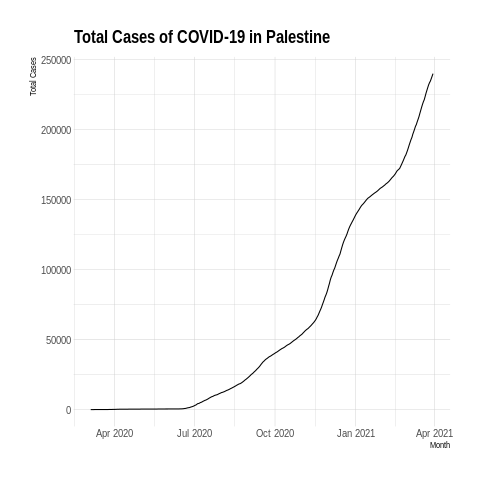 Total Cases of COVID-19 in Palestine
Total Cases
250000
200000
150000
100000
50000
0
Apr 2020 Jul 2020 Oct 2020 Jan 2021 Apr 2021
Month